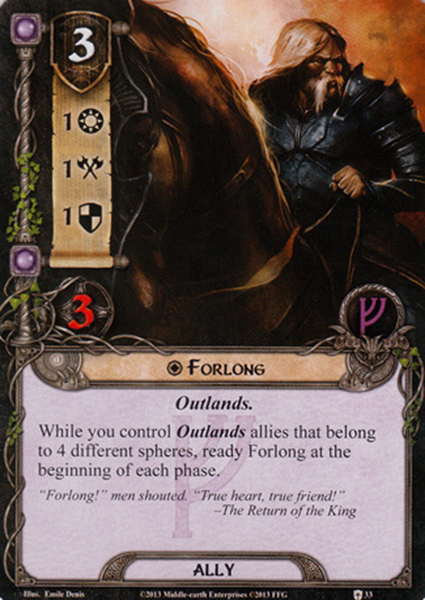 3
1
1
1
3
Forlong
Outlands.
While you control Outlands allies that belong
to 4 different spheres, ready Forlong at the
beginning of each phase.
"Forlong!" men shouted. "True heart, true friend!"
–The Return of the King
ALLY
Illus. Emile Denis ©2013 Middle-earth Enterprises ©2013 FFG 33